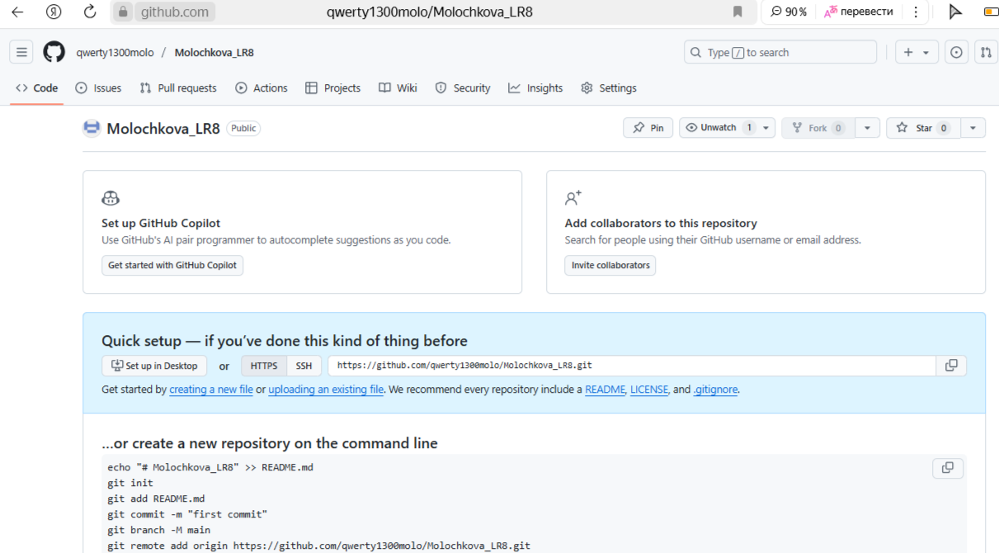 github.com qwerty1300molo/Molochkova_LR8 90% перевести
qwerty1300molo / Molochkova_LR8 Type / to search
Code Issues Pull requests Actions Projects Wiki Security Insights Settings
Molochkova_LR8 Public Pin Unwatch 1 Fork 0 Star 0
Set up GitHub Copilot
Use GitHub's AI pair programmer to autocomplete suggestions as you code.
Get started with GitHub Copilot
Add collaborators to this repository
Search for people using their GitHub username or email address.
Invite collaborators
Quick setup — if you’ve done this kind of thing before
Set up in Desktop or HTTPS SSH https://github.com/qwerty1300molo/Molochkova_LR8.git
Get started by creating a new file or uploading an existing file. We recommend every repository include a README, LICENSE, and .gitignore.
…or create a new repository on the command line
echo "# Molochkova_LR8" >> README.md
git init
git add README.md
git commit -m "first commit"
git branch -M main
git remote add origin https://github.com/qwerty1300molo/Molochkova_LR8.git